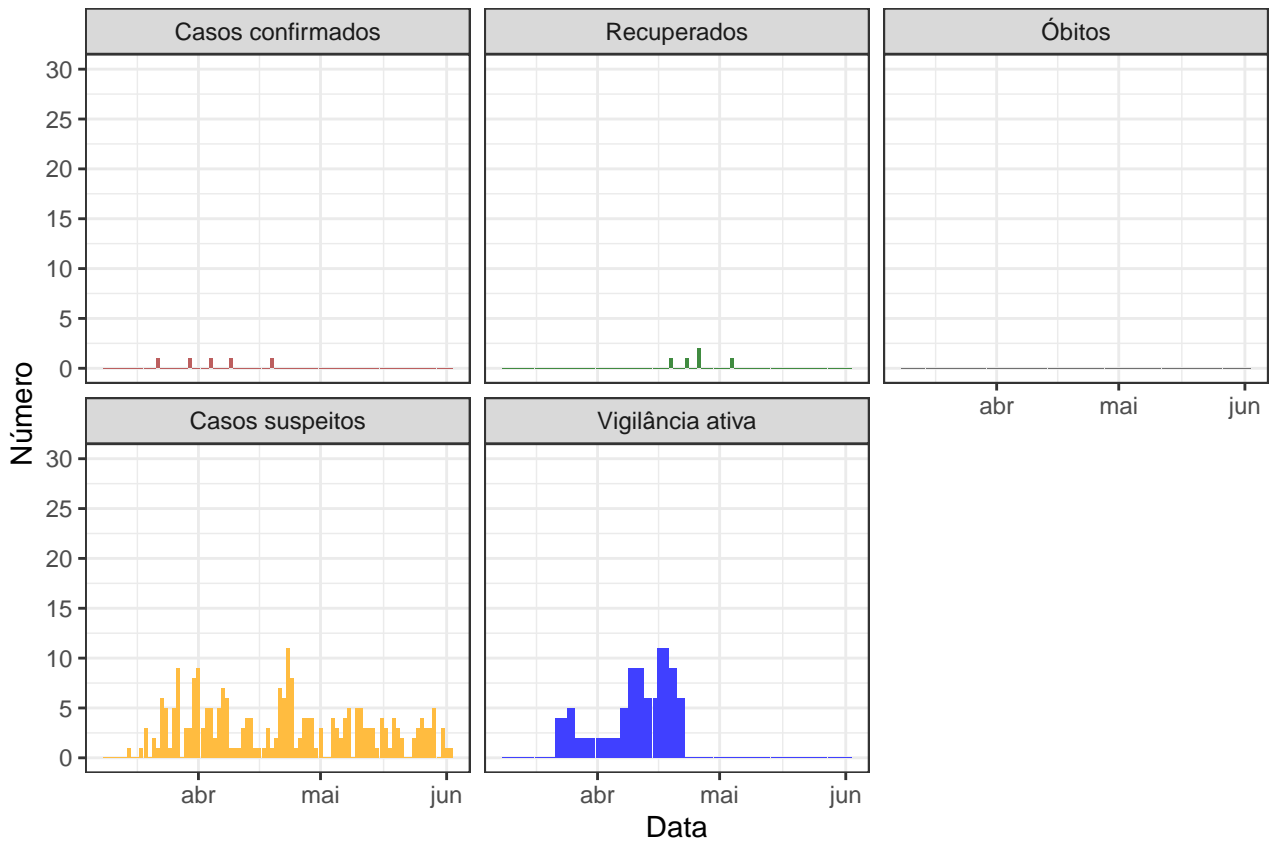 Casos confirmados
Recuperados
Óbitos
30
25
20
15
10
5
0
abr mai jun
Número
Casos suspeitos
Vigilância ativa
30
25
20
15
10
5
0
abr mai jun
abr mai jun
Data